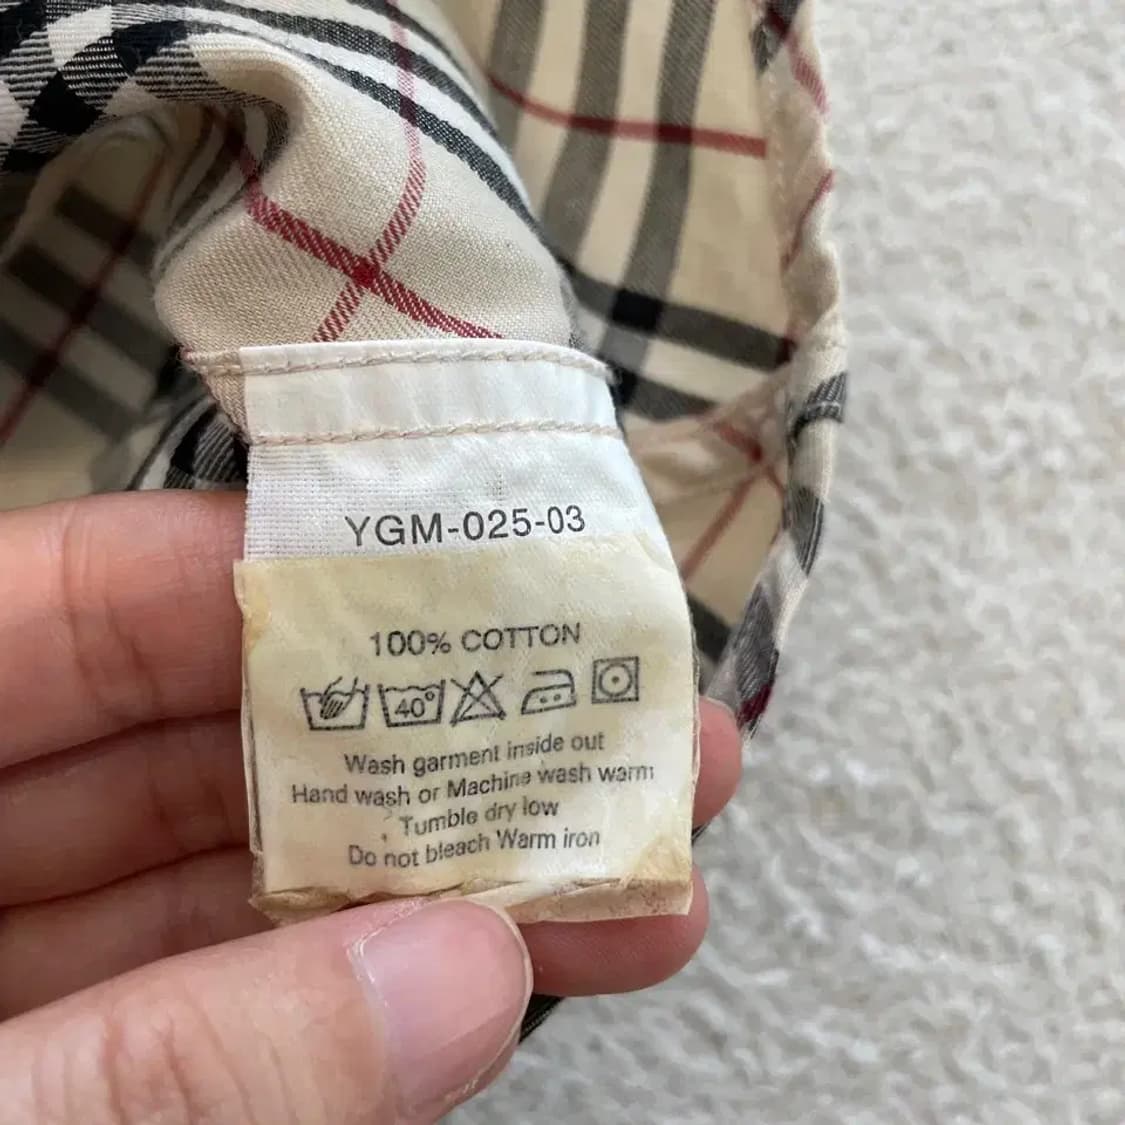 YGM-025-03
100% COTTON
40°
Wash garment inside out
Hand wash or Machine wash warm
Tumble dry low
Do not bleach Warm iron